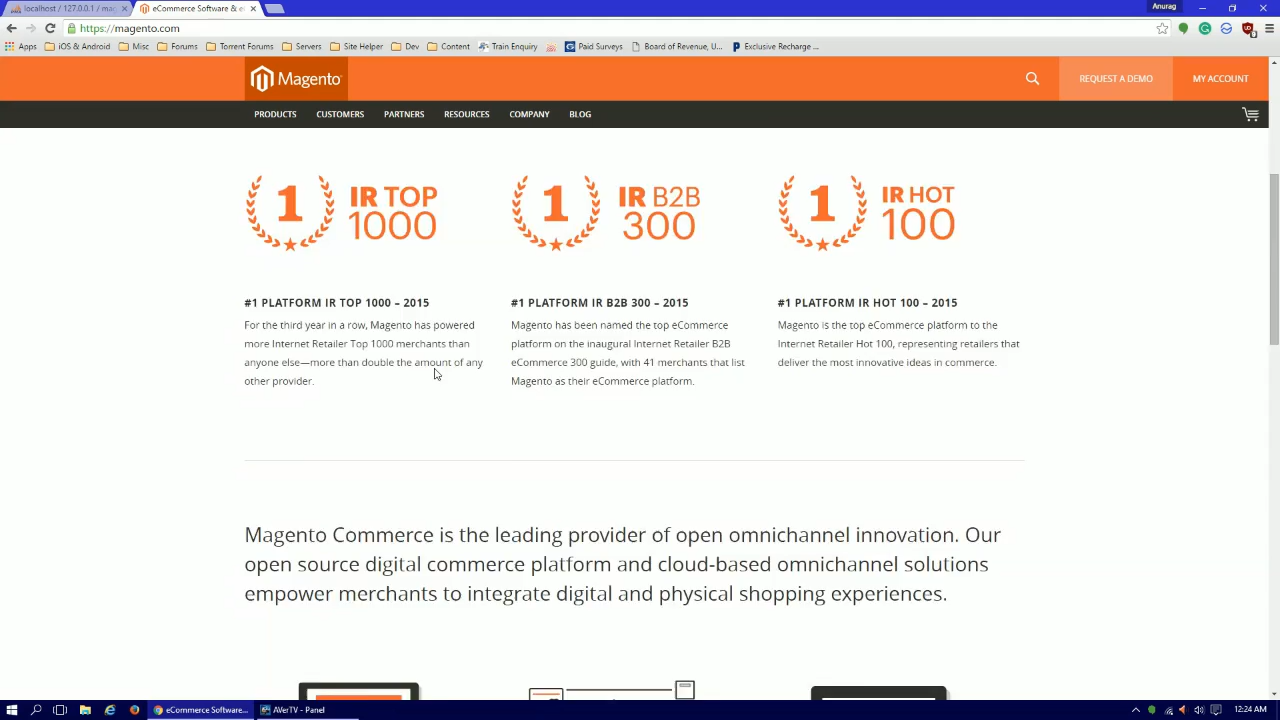 localhost / 127.0.0.1 / mag
eCommerce Software & e
Anurag
https://magento.com
Apps
iOS & Android
Misc
Forums
Torrent Forums
Servers
Site Helper
Dev
Content
Train Enquiry
Paid Surveys
Board of Revenue, U...
Exclusive Recharge ...
Magento
REQUEST A DEMO
MY ACCOUNT
PRODUCTS
CUSTOMERS
PARTNERS
RESOURCES
COMPANY
BLOG
1
IR TOP
1000
1
IR B2B
300
1
IR HOT
100
#1 PLATFORM IR TOP 1000 – 2015
For the third year in a row, Magento has powered
more Internet Retailer Top 1000 merchants than
anyone else—more than double the amount of any
other provider.
#1 PLATFORM IR B2B 300 – 2015
Magento has been named the top eCommerce
platform on the inaugural Internet Retailer B2B
eCommerce 300 guide, with 41 merchants that list
Magento as their eCommerce platform.
#1 PLATFORM IR HOT 100 – 2015
Magento is the top eCommerce platform to the
Internet Retailer Hot 100, representing retailers that
deliver the most innovative ideas in commerce.
Magento Commerce is the leading provider of open omnichannel innovation. Our
open source digital commerce platform and cloud-based omnichannel solutions
empower merchants to integrate digital and physical shopping experiences.
eCommerce Software...
AVerTV - Panel
12:24 AM